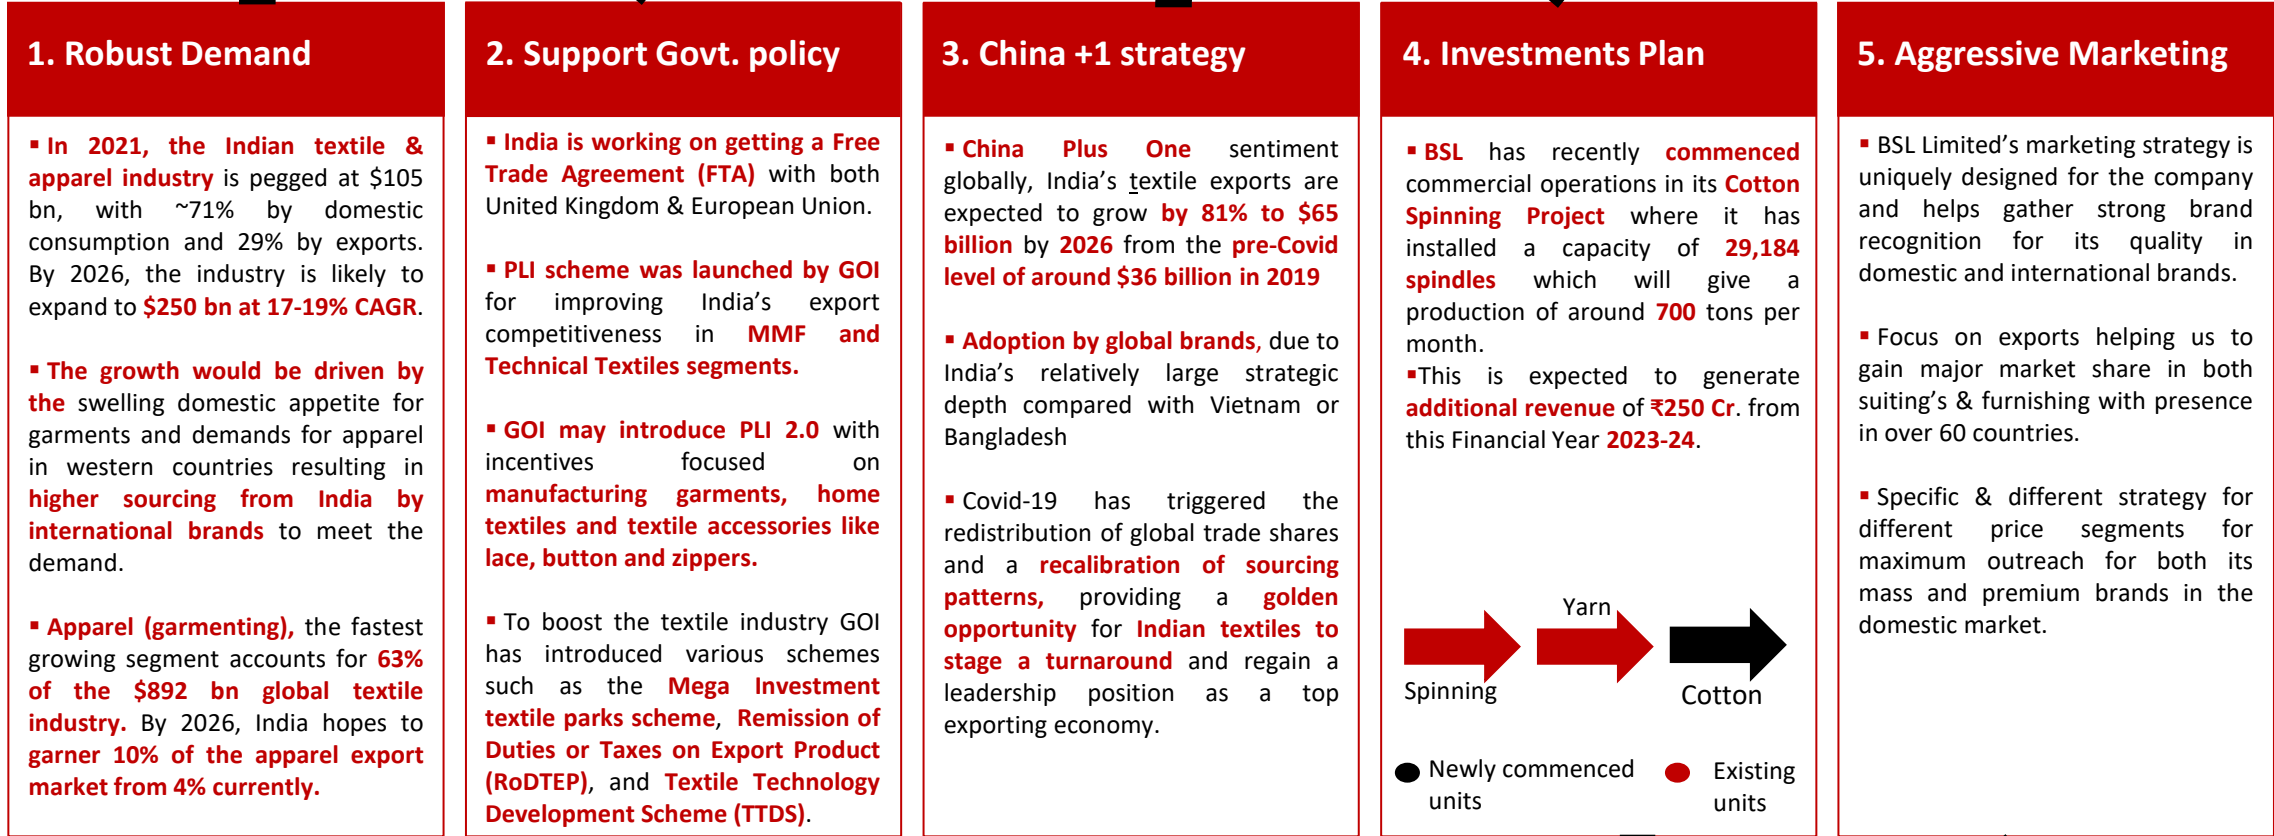 1. Robust Demand
▪ In 2021, the Indian textile &
apparel industry is pegged at $105
bn, with ~71% by domestic
consumption and 29% by exports.
By 2026, the industry is likely to
expand to $250 bn at 17-19% CAGR.
▪ The growth would be driven by
the swelling domestic appetite for
garments and demands for apparel
in western countries resulting in
higher sourcing from India by
international brands to meet the
demand.
▪ Apparel (garmenting), the fastest
growing segment accounts for 63%
of the $892 bn global textile
industry. By 2026, India hopes to
garner 10% of the apparel export
market from 4% currently.
2. Support Govt. policy
▪ India is working on getting a Free
Trade Agreement (FTA) with both
United Kingdom & European Union.
▪ PLI scheme was launched by GOI
for improving India’s export
competitiveness in MMF and
Technical Textiles segments.
▪ GOI may introduce PLI 2.0 with
incentives focused on
manufacturing garments, home
textiles and textile accessories like
lace, button and zippers.
▪ To boost the textile industry GOI
has introduced various schemes
such as the Mega Investment
textile parks scheme, Remission of
Duties or Taxes on Export Product
(RoDTEP), and Textile Technology
Development Scheme (TTDS).
3. China +1 strategy
▪ China Plus One sentiment
globally, India’s textile exports are
expected to grow by 81% to $65
billion by 2026 from the pre-Covid
level of around $36 billion in 2019
▪ Adoption by global brands, due to
India’s relatively large strategic
depth compared with Vietnam or
Bangladesh
▪ Covid-19 has triggered the
redistribution of global trade shares
and a recalibration of sourcing
patterns, providing a golden
opportunity for Indian textiles to
stage a turnaround and regain a
leadership position as a top
exporting economy.
4. Investments Plan
▪ BSL has recently commenced
commercial operations in its Cotton
Spinning Project where it has
installed a capacity of 29,184
spindles which will give a
production of around 700 tons per
month.
▪This is expected to generate
additional revenue of ₹250 Cr. from
this Financial Year 2023-24.
Yarn
Spinning
Cotton
Newly commenced
units
Existing
units
5. Aggressive Marketing
▪ BSL Limited’s marketing strategy is
uniquely designed for the company
and helps gather strong brand
recognition for its quality in
domestic and international brands.
▪ Focus on exports helping us to
gain major market share in both
suiting’s & furnishing with presence
in over 60 countries.
▪ Specific & different strategy for
different price segments for
maximum outreach for both its
mass and premium brands in the
domestic market.